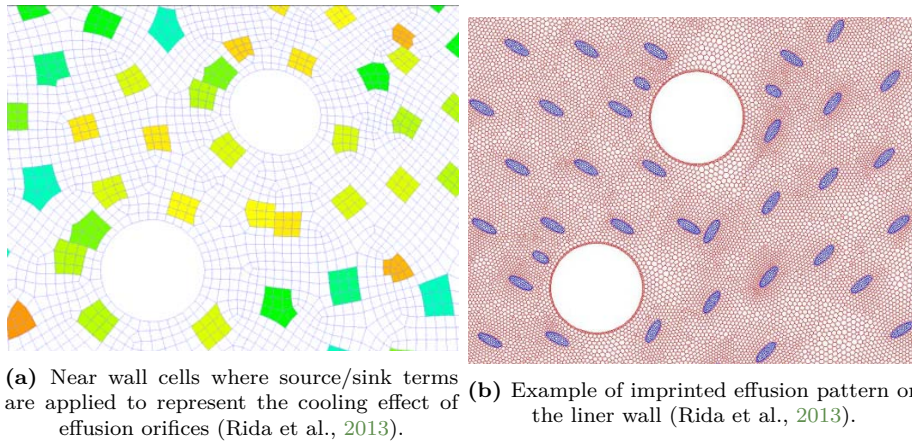 (a) Near wall cells where source/sink terms
are applied to represent the cooling effect of
effusion orifices (Rida et al., 2013).
(b) Example of imprinted effusion pattern on
the liner wall (Rida et al., 2013).